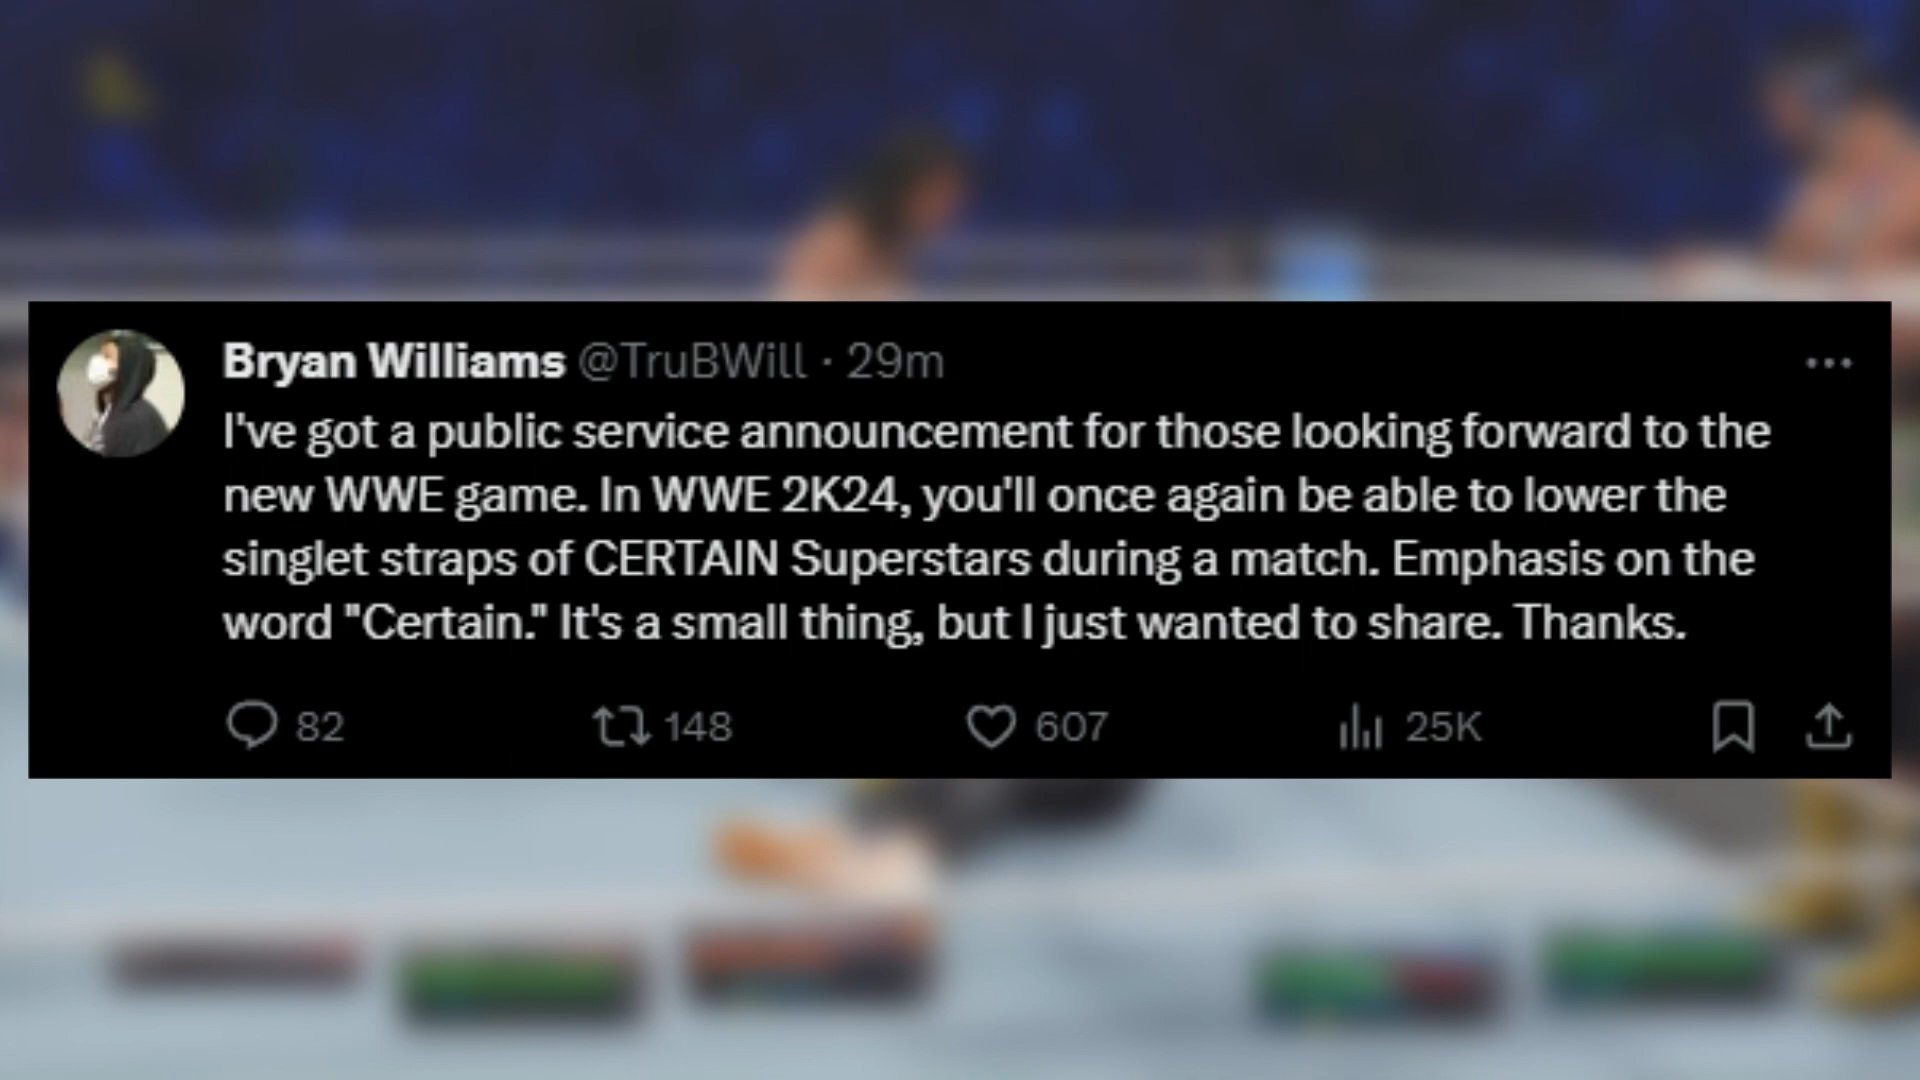 Bryan Williams @TruBWill · 29m
I've got a public service announcement for those looking forward to the
new WWE game. In WWE 2K24, you'll once again be able to lower the
singlet straps of CERTAIN Superstars during a match. Emphasis on the
word "Certain." It's a small thing, but I just wanted to share. Thanks.
82 148 607 25K